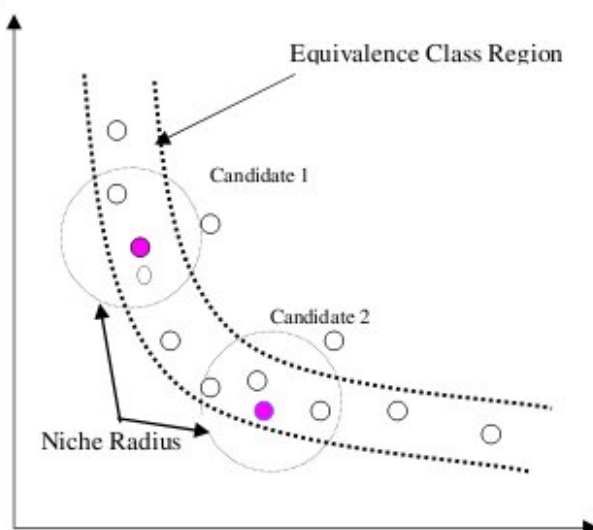 Equivalence Class Region
Candidate 1
Candidate 2
Niche Radius